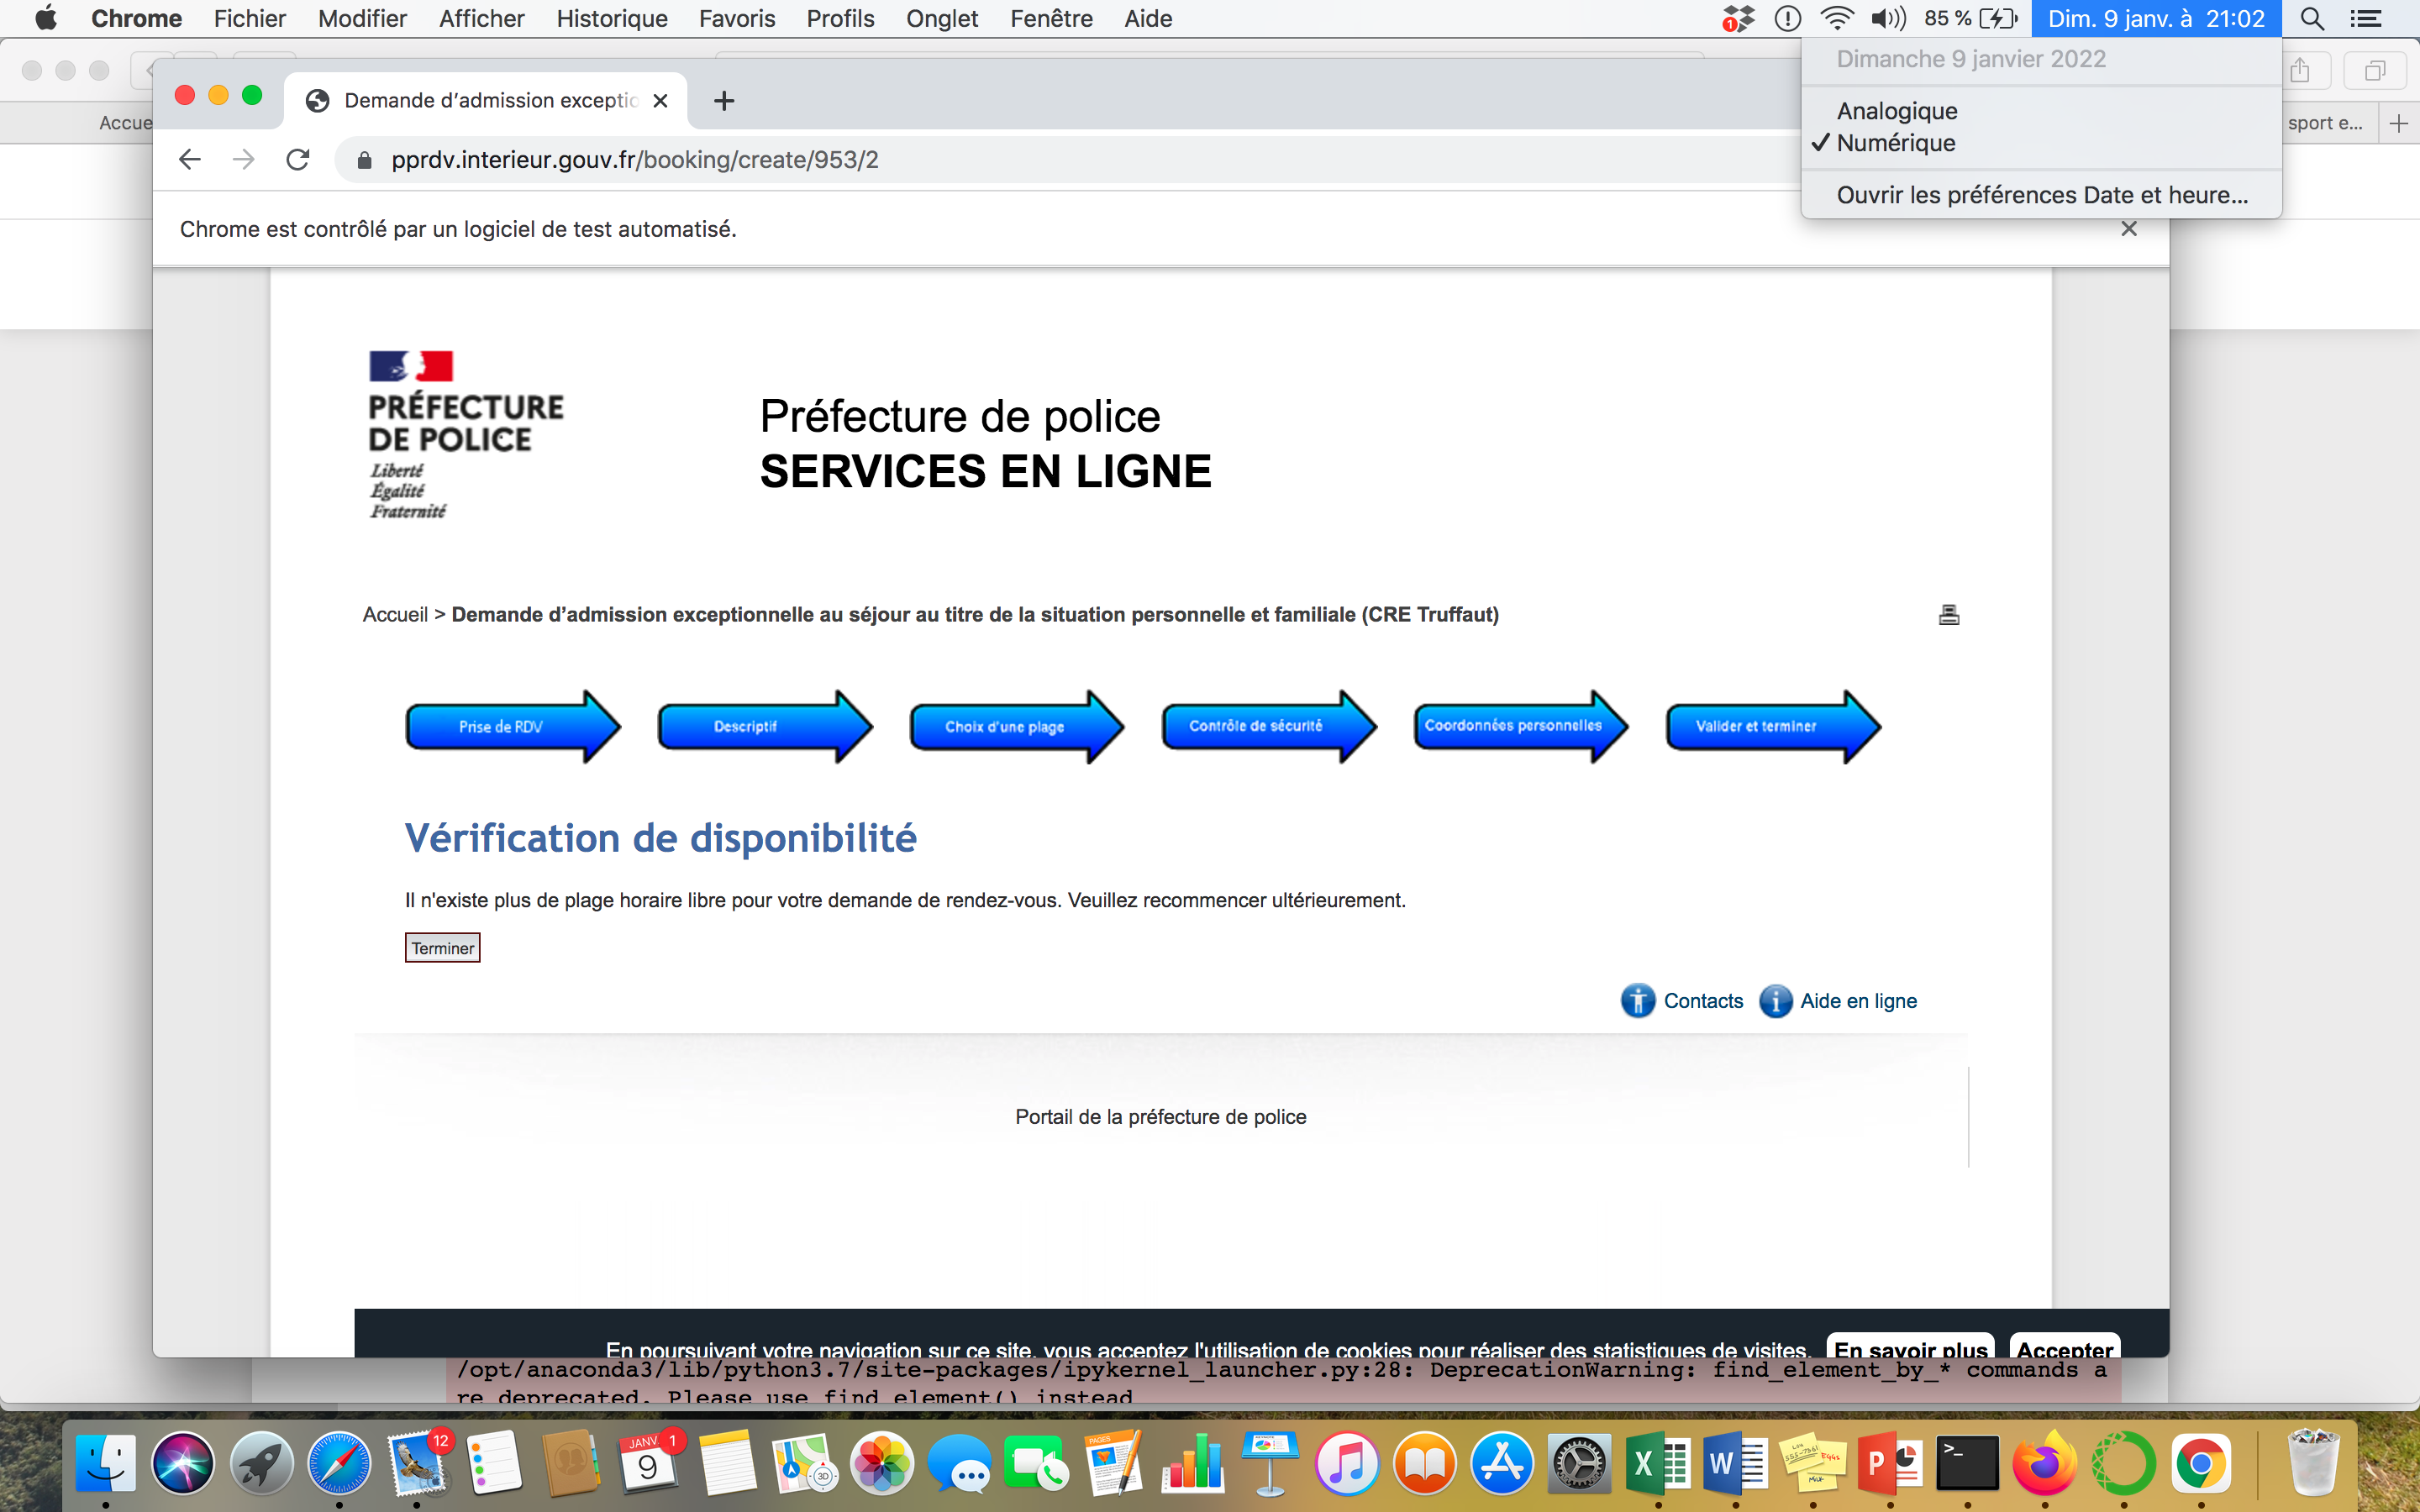 Chrome Fichier Modifier Afficher Historique Favoris Profils Onglet Fenêtre Aide 1 85 % Dim. 9 janv. à 21:02
Dimanche 9 janvier 2022
Analogique
✓ Numérique
Ouvrir les préférences Date et heure...
Accue
sport e...
Demande d'admission exceptio
pprdv.interieur.gouv.fr/booking/create/953/2
Chrome est contrôlé par un logiciel de test automatisé.
PRÉFECTURE
DE POLICE
Liberté
Égalité
Fraternité
Préfecture de police
SERVICES EN LIGNE
Accueil > Demande d'admission exceptionnelle au séjour au titre de la situation personnelle et familiale (CRE Truffaut)
Prise de RDV Descriptif Choix d'une plage Contrôle de sécurité Coordonnées personnelles Valider et terminer
Vérification de disponibilité
Il n'existe plus de plage horaire libre pour votre demande de rendez-vous. Veuillez recommencer ultérieurement.
Terminer
Contacts Aide en ligne
Portail de la préfecture de police
En poursuivant votre navigation sur ce site, vous acceptez l'utilisation de cookies pour réaliser des statistiques de visites. En savoir plus Accepter
/opt/anaconda3/lib/python3.7/site-packages/ipykernel_launcher.py:28: DeprecationWarning: find_element_by_* commands a
re deprecated. Please use find_element() instead
12
JANV. 1
9
3D
PAGES
X
W
P
>_